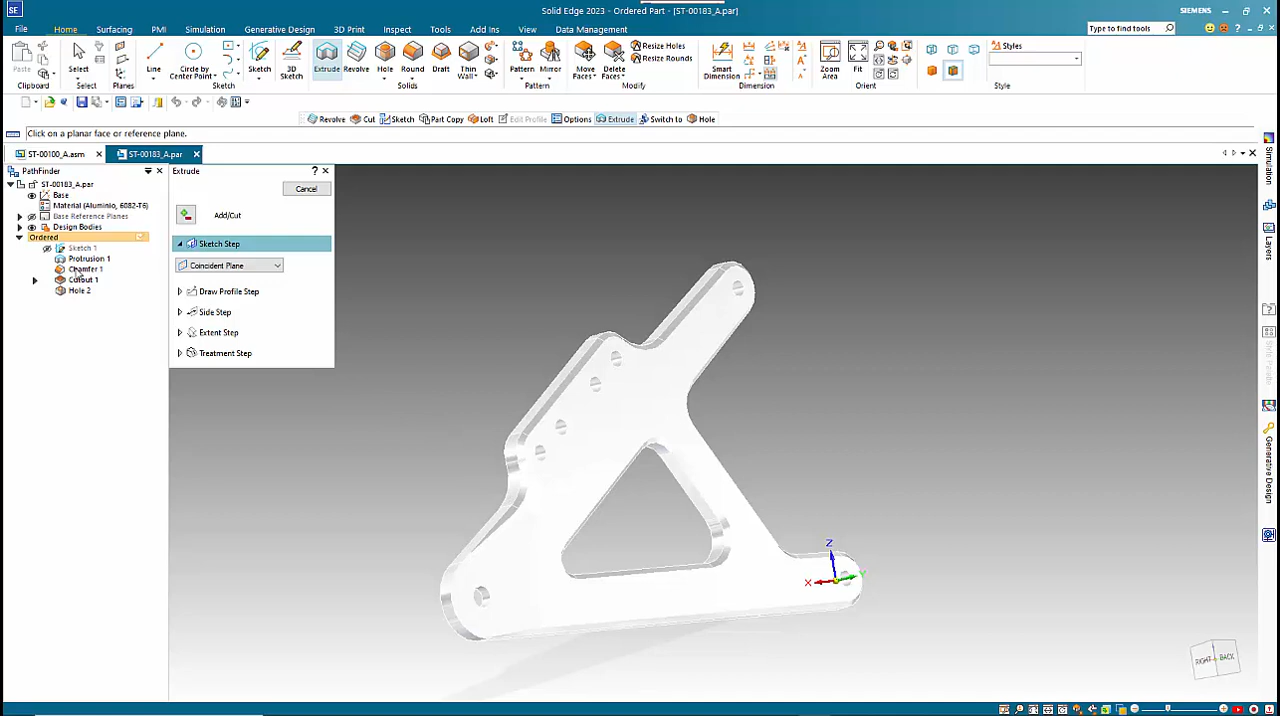 SE
Solid Edge 2023 - Ordered Part - [ST-00183_A.par]
SIEMENS
File Home Surfacing PMI Simulation Generative Design 3D Print Inspect Tools Add Ins View Data Management
Type to find tools
Paste
Clipboard
Select
Select
Planes
Line
Circle by Center Point
Sketch
Sketch
3D Sketch
Extrude
Revolve
Hole
Round
Draft
Thin Wall
Solids
Pattern
Mirror
Pattern
Move Faces
Delete Faces
Resize Holes
Resize Rounds
Modify
Smart Dimension
Dimension
Zoom Area
Fit
Orient
Styles
Style
Revolve Cut Sketch Part Copy Loft Edit Profile Options Extrude Switch to Hole
Click on a planar face or reference plane.
ST-00100_A.asm
ST-00183_A.par
PathFinder
ST-00183_A.par
Base
Material (Aluminio, 6082-T6)
Base Reference Planes
Design Bodies
Ordered
Sketch 1
Protrusion 1
Chamfer 1
Cutout 1
Hole 2
Extrude
?
Cancel
Add/Cut
Sketch Step
Coincident Plane
Draw Profile Step
Side Step
Extent Step
Treatment Step
Z
X
Y
RIGHT
BACK
Simulation
Layers
Style Palette
Generative Design